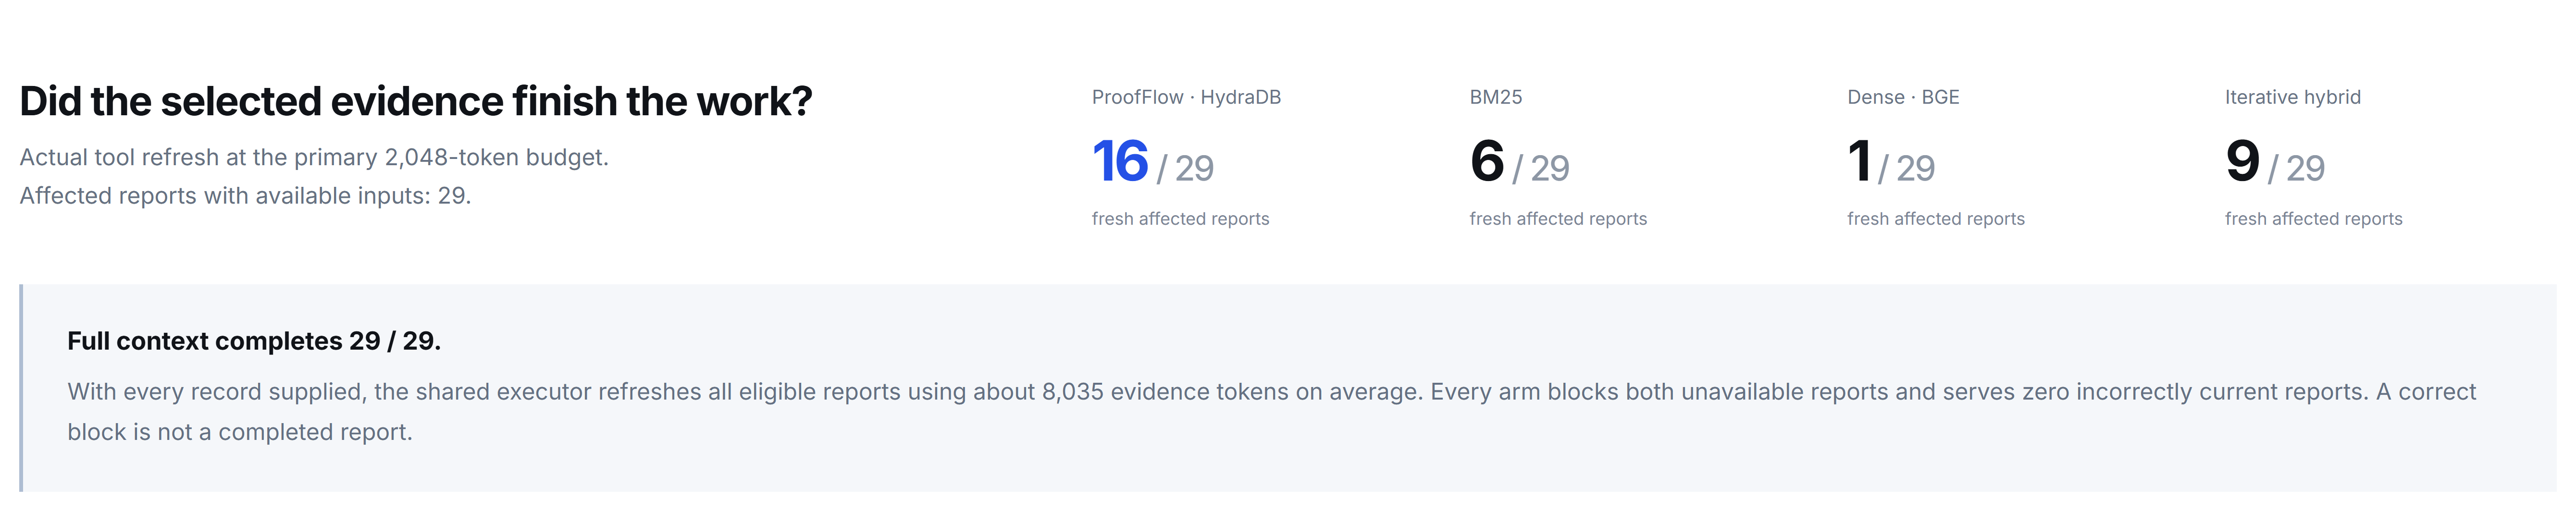 Did the selected evidence finish the work?
Actual tool refresh at the primary 2,048-token budget.
Affected reports with available inputs: 29.
ProofFlow · HydraDB
16 / 29
fresh affected reports
BM25
6 / 29
fresh affected reports
Dense · BGE
1 / 29
fresh affected reports
Iterative hybrid
9 / 29
fresh affected reports
Full context completes 29 / 29.
With every record supplied, the shared executor refreshes all eligible reports using about 8,035 evidence tokens on average. Every arm blocks both unavailable reports and serves zero incorrectly current reports. A correct
block is not a completed report.